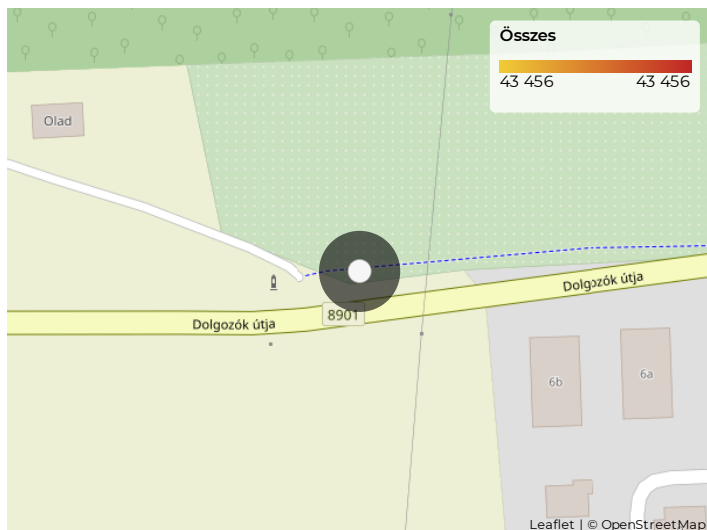 Összes
43 456 43 456
Olad
Dolgozók útja
8901
Dolgozók útja
6b
6a
Leaflet | © OpenStreetMap